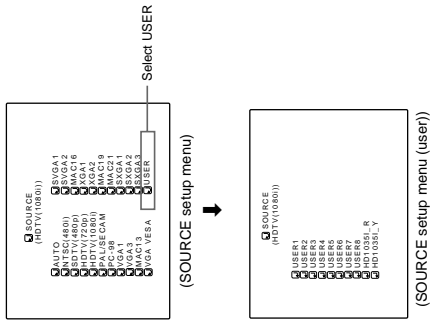 SOURCE
(HDTV(1080i))
AUTO
NTSC(480i)
SDTV(480p)
HDTV(720p)
HDTV(1080i)
PAL/SECAM
PC-98
VGA1
VGA3
MAC13
VGA VESA
SVGA1
SVGA2
MAC16
XGA1
XGA2
MAC19
MAC21
SXGA1
SXGA2
SXGA3
USER
Select USER
(SOURCE setup menu)
SOURCE
(HDTV(1080i))
USER1
USER2
USER3
USER4
USER5
USER6
USER7
USER8
HD1035I_R
HD1035I_Y
(SOURCE setup menu (user))